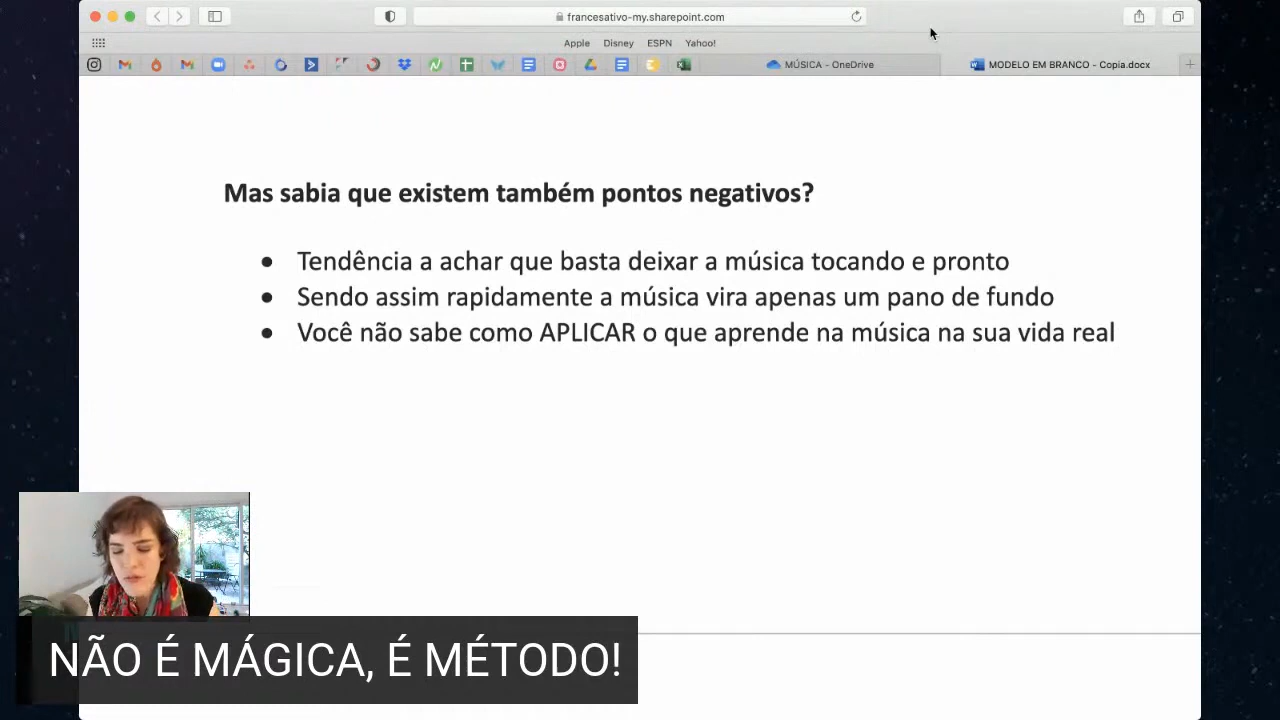 francesativo-my.sharepoint.com
Apple Disney ESPN Yahoo!
MÚSICA - OneDrive
MODELO EM BRANCO - Copia.docx
Mas sabia que existem também pontos negativos?
• Tendência a achar que basta deixar a música tocando e pronto
• Sendo assim rapidamente a música vira apenas um pano de fundo
• Você não sabe como APLICAR o que aprende na música na sua vida real
NÃO É MÁGICA, É MÉTODO!